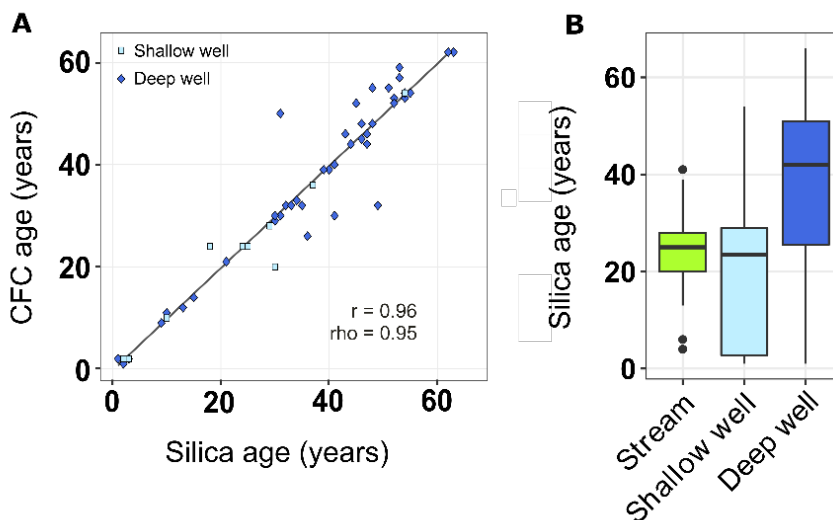 A
Shallow well
Deep well
CFC age (years)
60
40
20
0
r = 0.96
rho = 0.95
0 20 40 60
Silica age (years)
B
Silica age (years)
60
40
20
0
Stream
Shallow well
Deep well